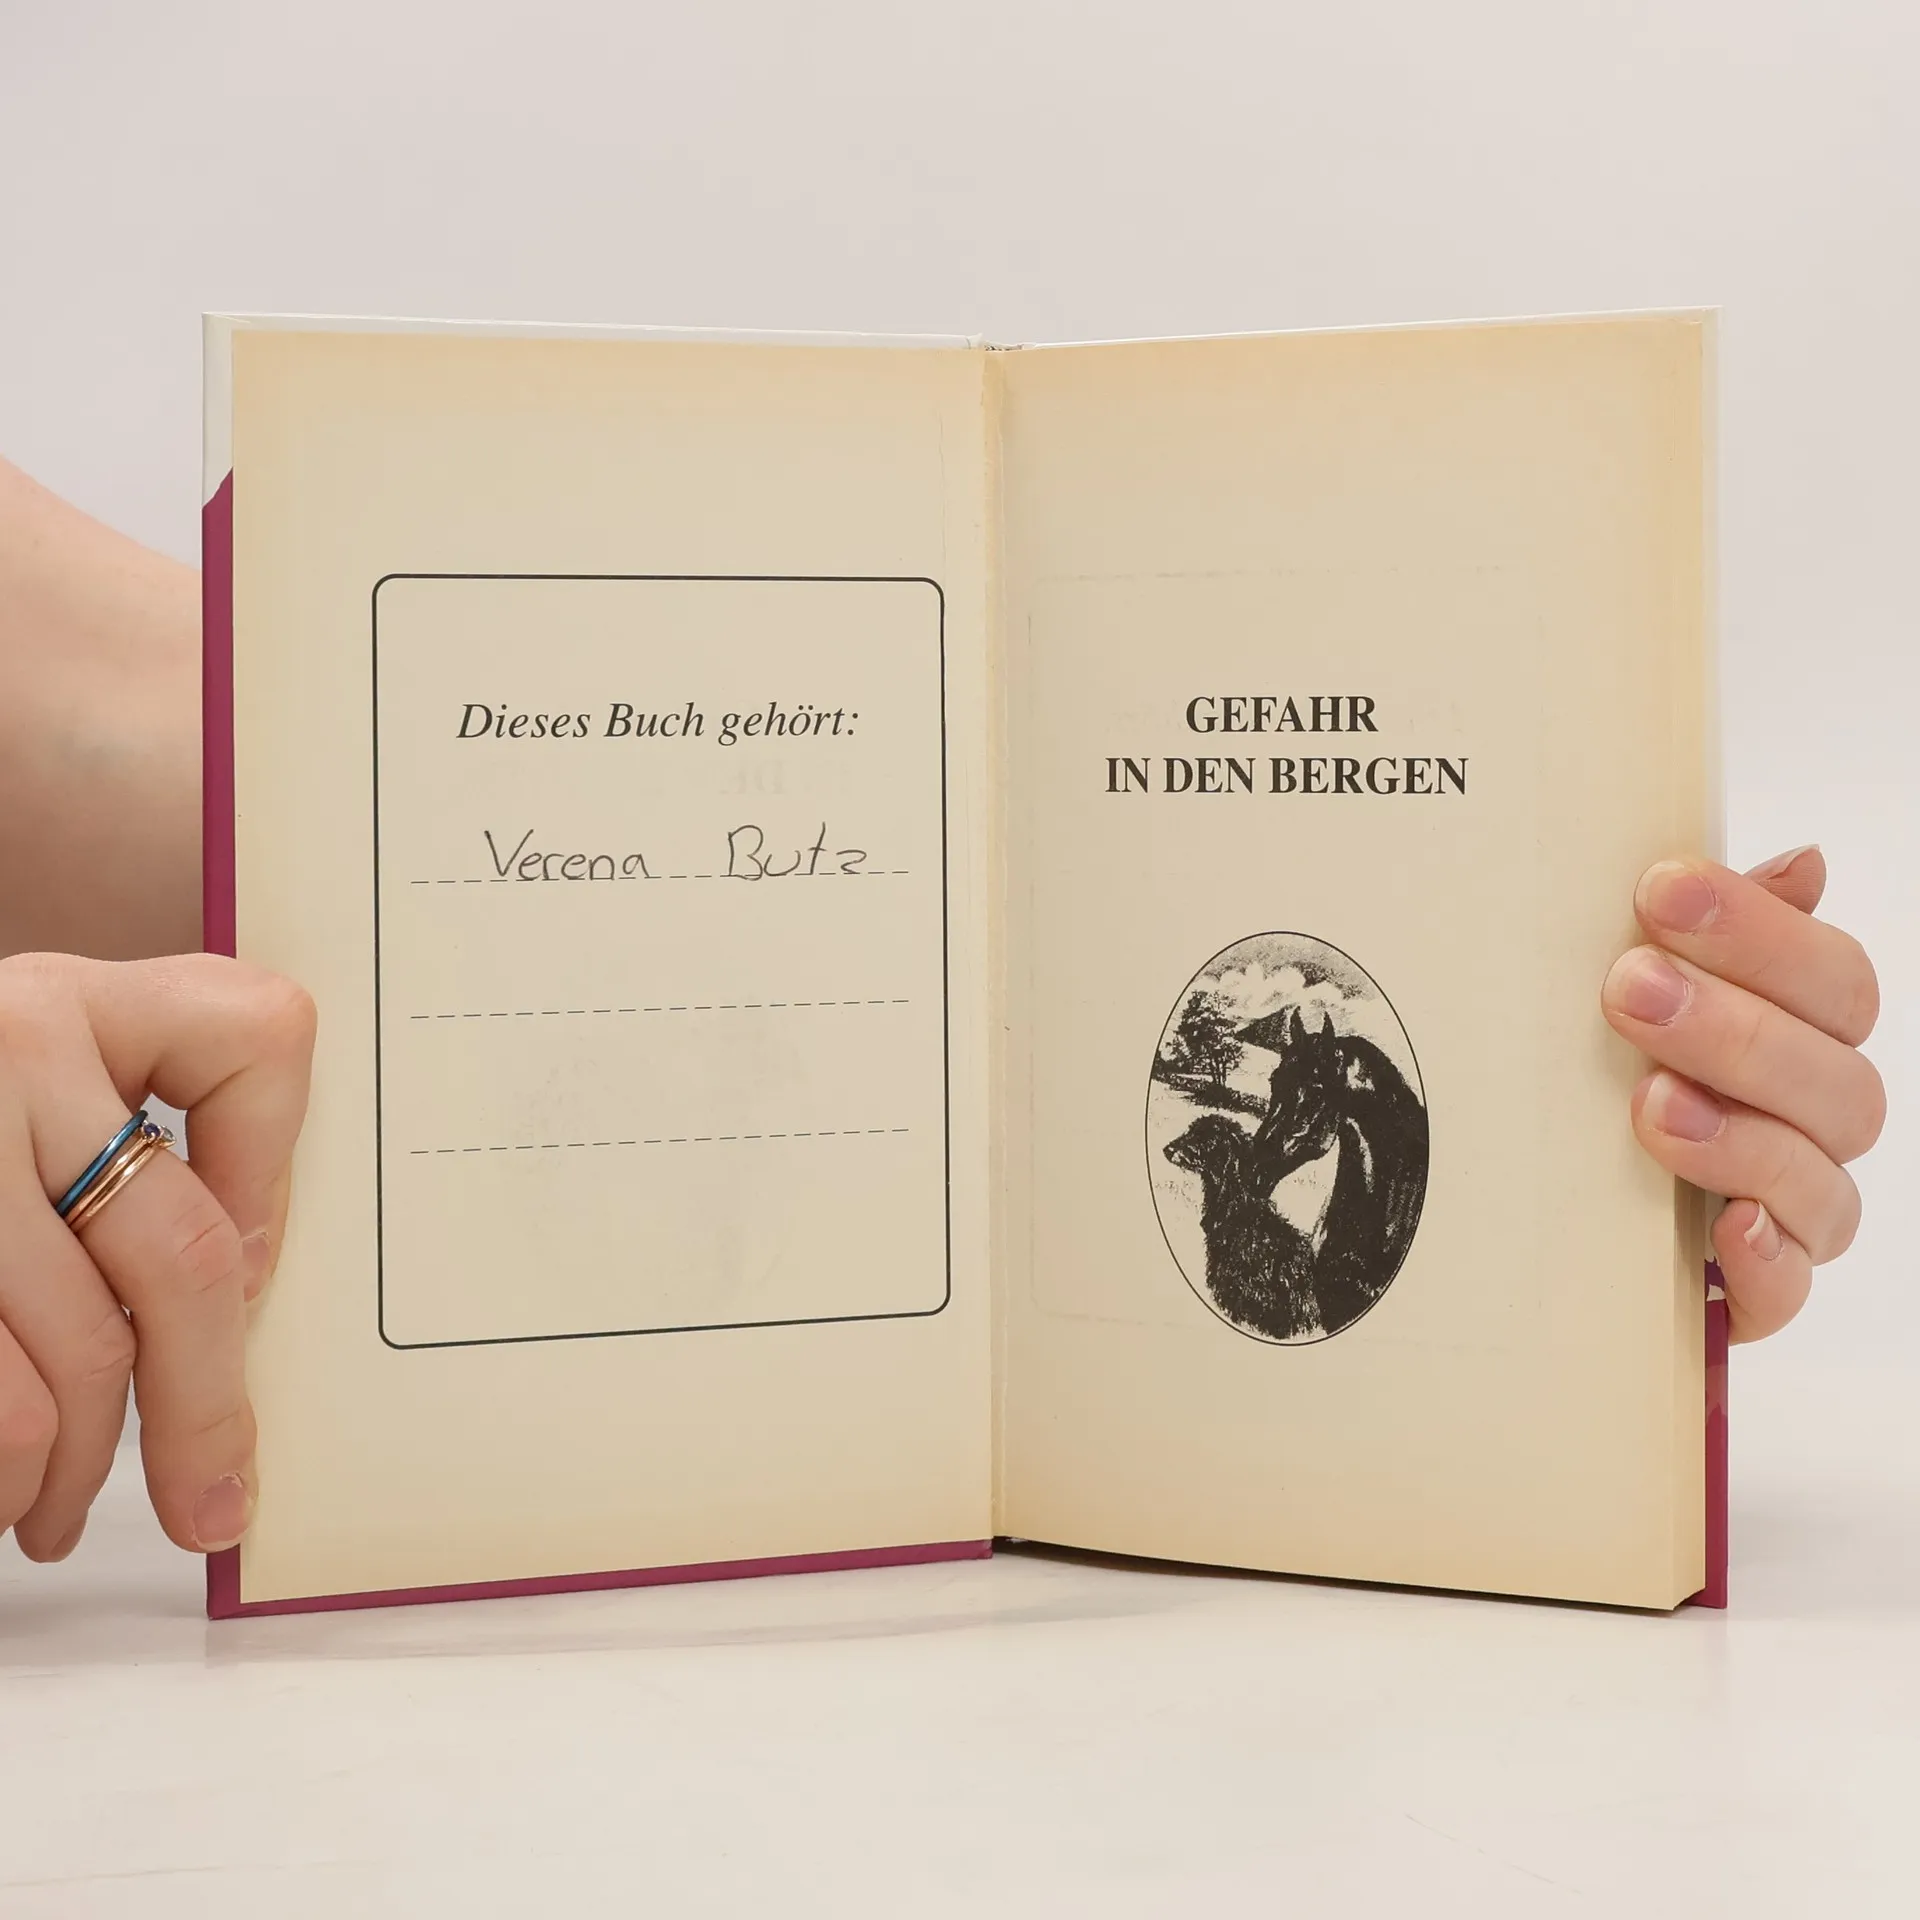 Dieses Buch gehört:
Verena Butz
GEFAHR
IN DEN BERGEN